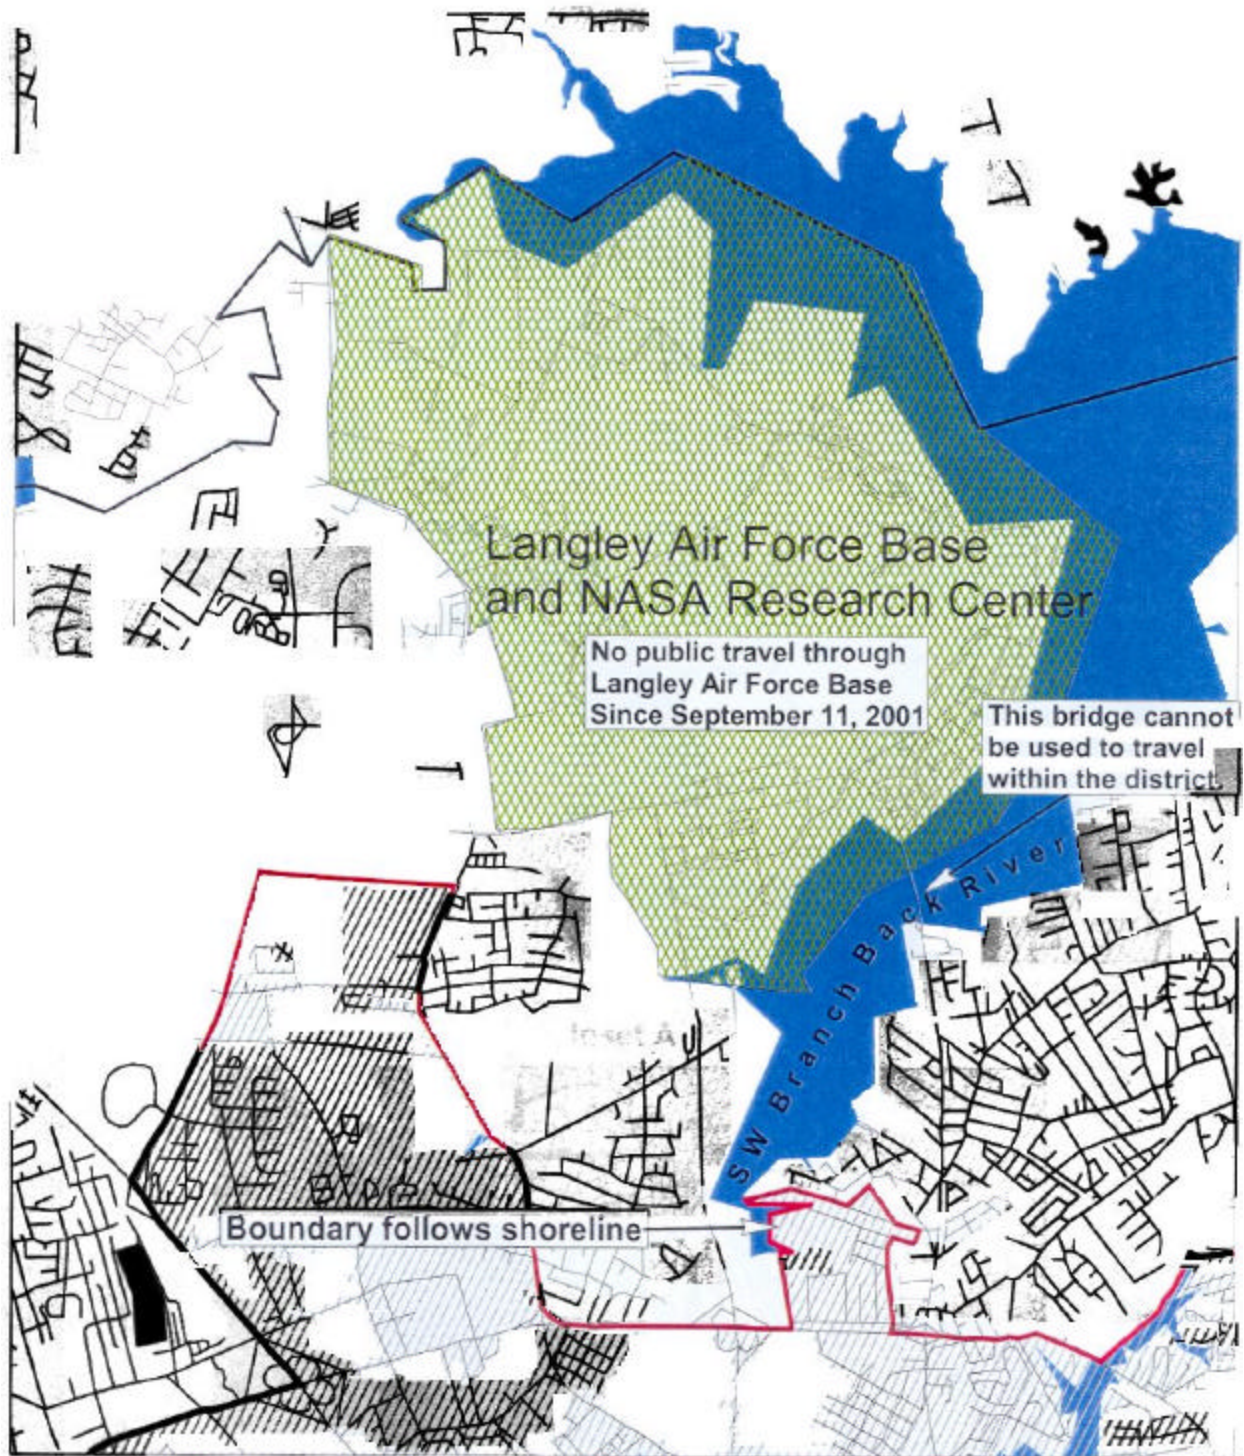 Langley Air Force Base
and NASA Research Center
No public travel through
Langley Air Force Base
Since September 11, 2001
This bridge cannot
be used to travel
within the district.
SW Branch Back River
Inset A
Boundary follows shoreline